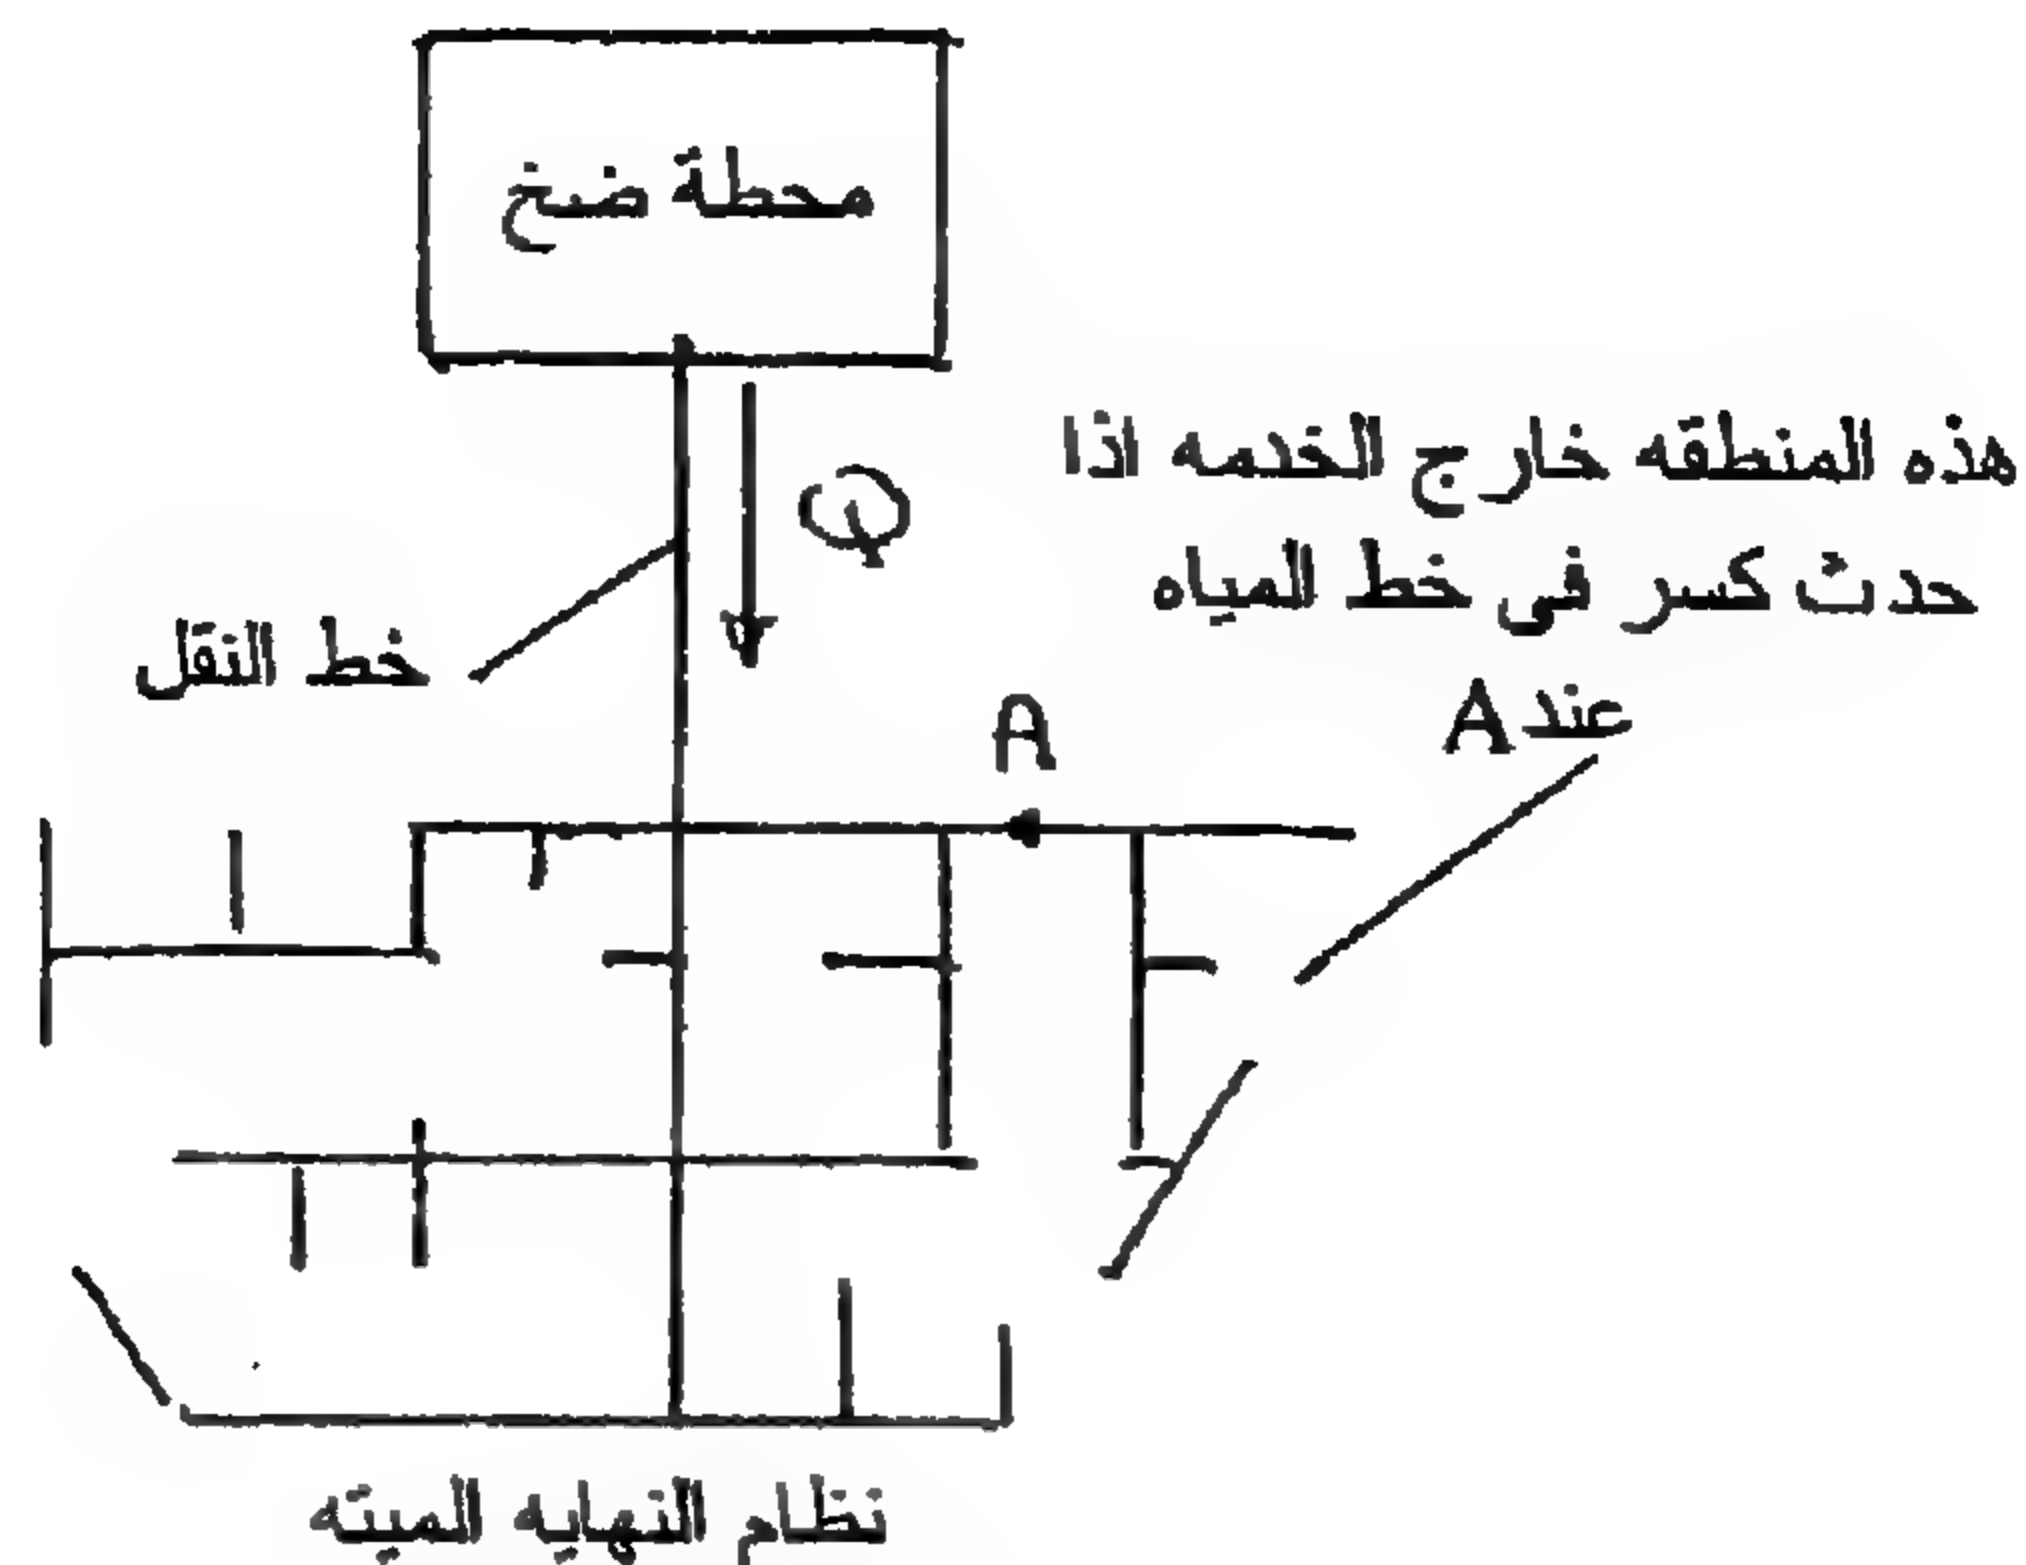 محطة ضخ
Q
هذه المنطقه خارج الخدمه اذا
حدث كسر فى خط المياه
عند A
خط النقل
A
نظام النهايه الميته